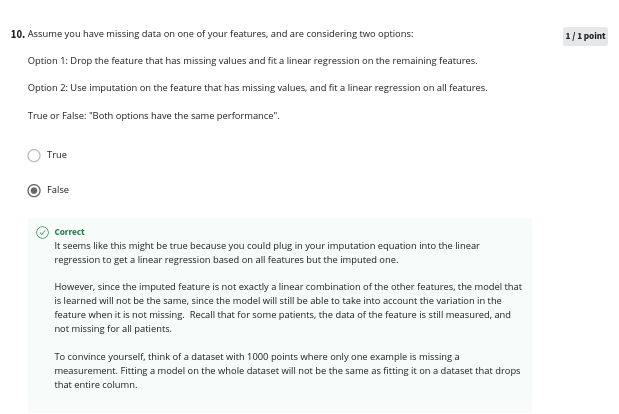 10. Assume you have missing data on one of your features, and are considering two options:
1 / 1 point
Option 1: Drop the feature that has missing values and fit a linear regression on the remaining features.
Option 2: Use imputation on the feature that has missing values, and fit a linear regression on all features.
True or False: "Both options have the same performance".
True
False
Correct
It seems like this might be true because you could plug in your imputation equation into the linear
regression to get a linear regression based on all features but the imputed one.
However, since the imputed feature is not exactly a linear combination of the other features, the model that
is learned will not be the same, since the model will still be able to take into account the variation in the
feature when it is not missing. Recall that for some patients, the data of the feature is still measured, and
not missing for all patients.
To convince yourself, think of a dataset with 1000 points where only one example is missing a
measurement. Fitting a model on the whole dataset will not be the same as fitting it on a dataset that drops
that entire column.